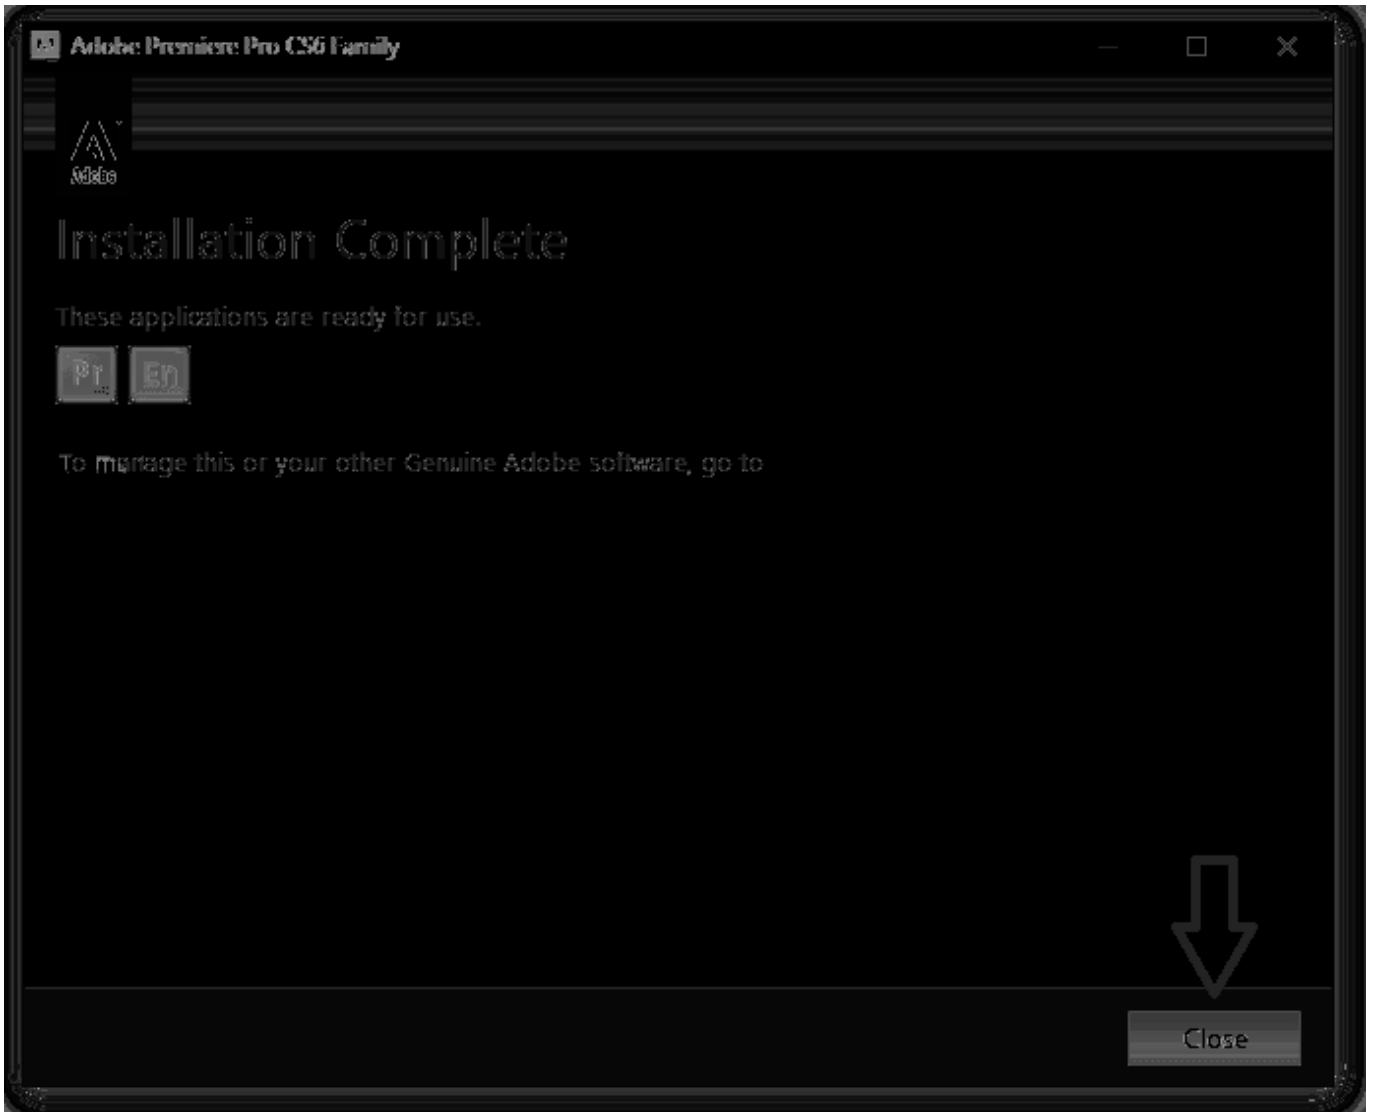 Adobe Premiere Pro CS6 Family
Adobe
Installation Complete
These applications are ready for use.
Pr En
To manage this or your other Genuine Adobe software, go to
Close